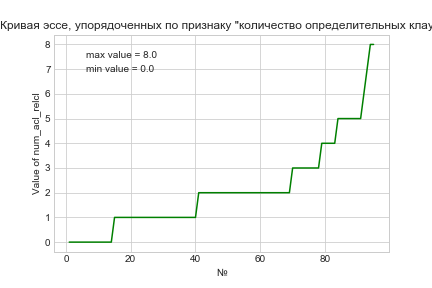 Кривая эссе, упорядоченных по признаку "количество определительных клау
max value = 8.0
min value = 0.0
Value of num_acl_relcl
8
7
6
5
4
3
2
1
0
0 20 40 60 80
№